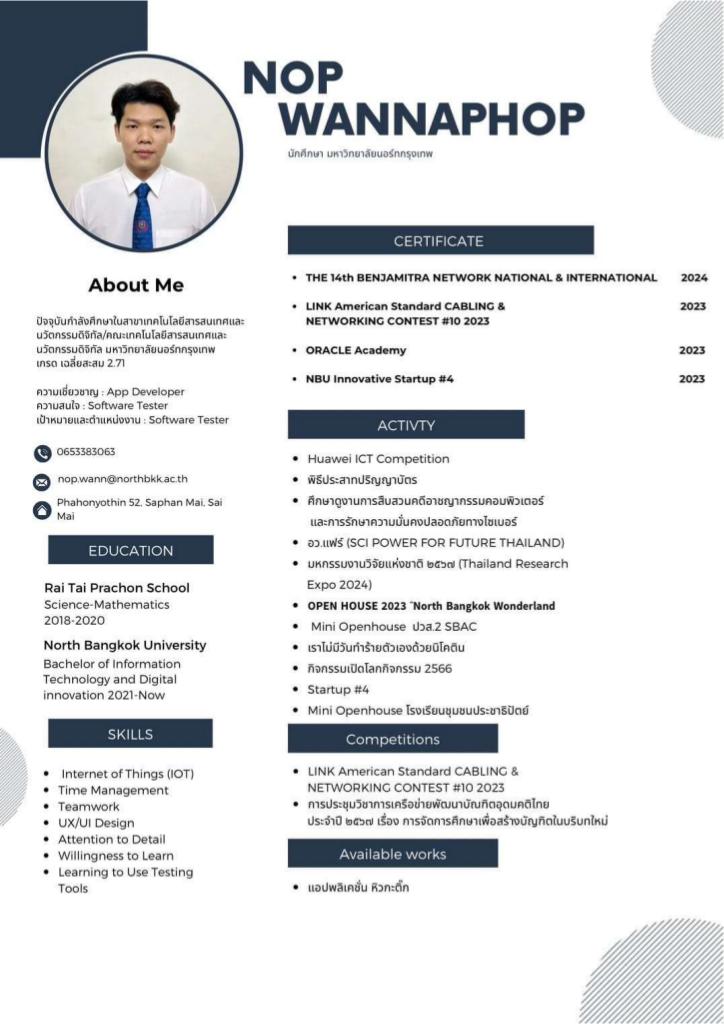 NOP
WANNAPHOP
นักศึกษา มหาวิทยาลัยนอร์ทกรุงเทพ
About Me
ปัจจุบันกำลังศึกษาในสาขาเทคโนโลยีสารสนเทศและ
นวัตกรรมดิจิทัล/คณะเทคโนโลยีสารสนเทศและ
นวัตกรรมดิจิทัล มหาวิทยาลัยนอร์ทกรุงเทพ
เกรด เฉลี่ยสะสม 2.71
ความเชี่ยวชาญ : App Developer
ความสนใจ : Software Tester
เป้าหมายและตำแหน่งงาน : Software Tester
0653383063
nop.wann@northbkk.ac.th
Phahonyothin 52, Saphan Mai, Sai
Mai
EDUCATION
Rai Tai Prachon School
Science-Mathematics
2018-2020
North Bangkok University
Bachelor of Information
Technology and Digital
innovation 2021-Now
SKILLS
• Internet of Things (IOT)
• Time Management
• Teamwork
• UX/UI Design
• Attention to Detail
• Willingness to Learn
• Learning to Use Testing
Tools
CERTIFICATE
• THE 14th BENJAMITRA NETWORK NATIONAL & INTERNATIONAL 2024
• LINK American Standard CABLING & 2023
NETWORKING CONTEST #10 2023
• ORACLE Academy 2023
• NBU Innovative Startup #4 2023
ACTIVTY
• Huawei ICT Competition
• พิธีประสาทปริญญาบัตร
• ศึกษาดูงานการสืบสวนคดีอาชญากรรมคอมพิวเตอร์
และการรักษาความมั่นคงปลอดภัยทางไซเบอร์
• อว.แฟร์ (SCI POWER FOR FUTURE THAILAND)
• มหกรรมงานวิจัยแห่งชาติ ๒๕๖๗ (Thailand Research
Expo 2024)
• OPEN HOUSE 2023 "North Bangkok Wonderland
• Mini Openhouse ปวส.2 SBAC
• เราไม่มีวันทำร้ายตัวเองด้วยนิโคติน
• กิจกรรมเปิดโลกกิจกรรม 2566
• Startup #4
• Mini Openhouse โรงเรียนชุมชนประชาธิปัตย์
Competitions
• LINK American Standard CABLING &
NETWORKING CONTEST #10 2023
• การประชุมวิชาการเครือข่ายพัฒนาบัณฑิตอุดมคติไทย
ประจำปี ๒๕๖๗ เรื่อง การจัดการศึกษาเพื่อสร้างบัญฑิตในบริบทใหม่
Available works
• แอปพลิเคชั่น หิวกะติ๊ก